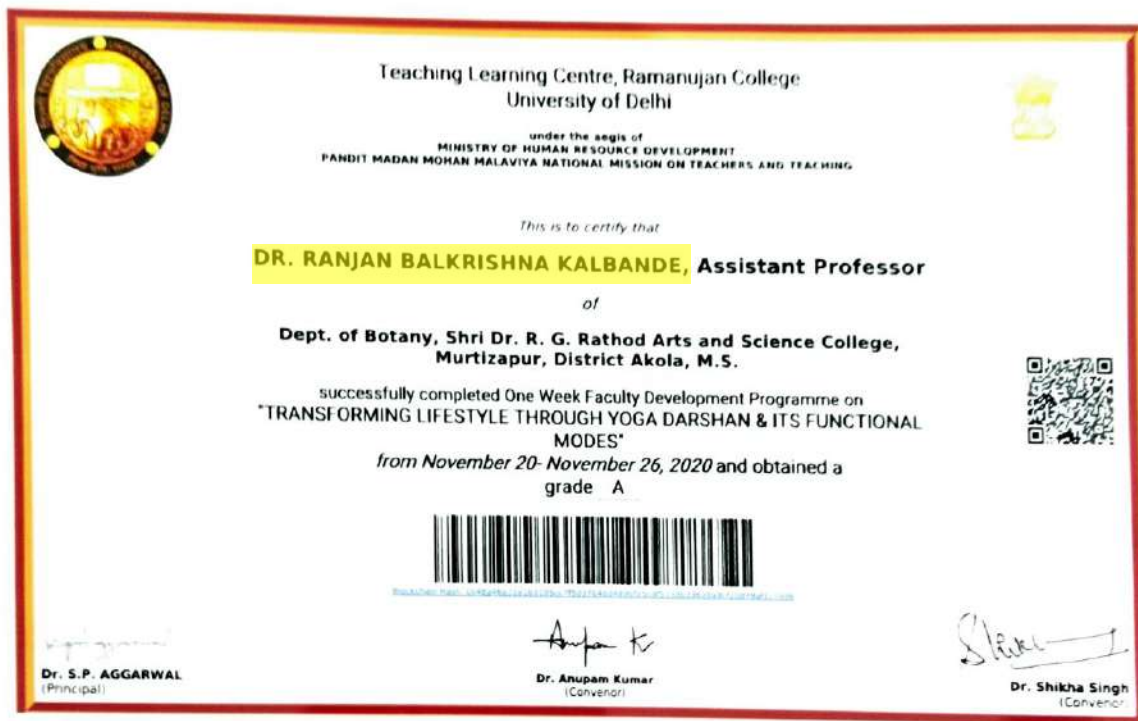 Teaching Learning Centre, Ramanujan College
University of Delhi
under the aegis of
MINISTRY OF HUMAN RESOURCE DEVELOPMENT
PANDIT MADAN MOHAN MALAVIYA NATIONAL MISSION ON TEACHERS AND TEACHING
This is to certify that
DR. RANJAN BALKRISHNA KALBANDE, Assistant Professor
of
Dept. of Botany, Shri Dr. R. G. Rathod Arts and Science College,
Murtizapur, District Akola, M.S.
successfully completed One Week Faculty Development Programme on
"TRANSFORMING LIFESTYLE THROUGH YOGA DARSHAN & ITS FUNCTIONAL
MODES"
from November 20- November 26, 2020 and obtained a
grade A
Dr. S.P. AGGARWAL
(Principal)
Anupam K
Dr. Anupam Kumar
(Convenor)
Dr. Shikha Singh
(Convenor